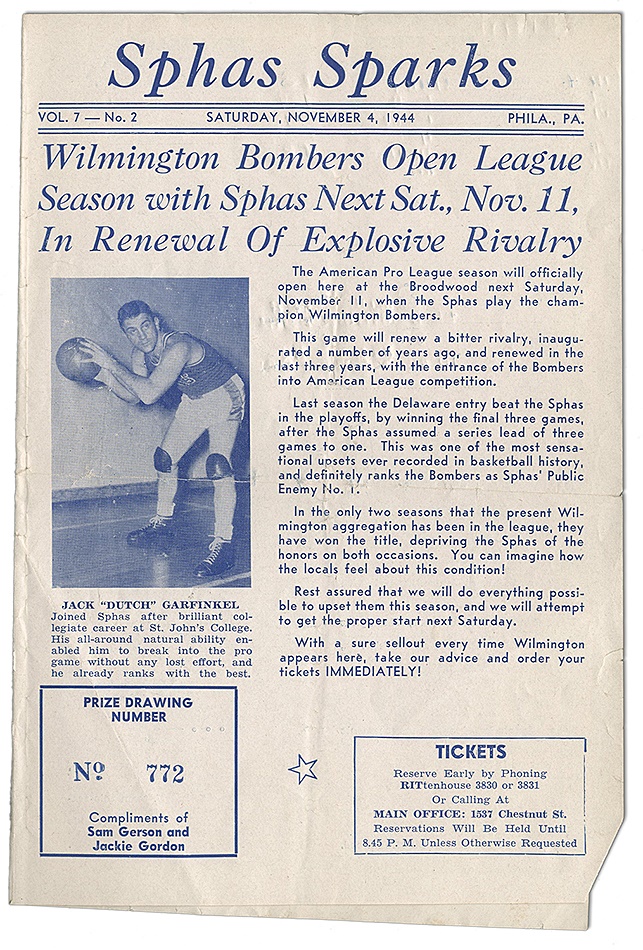 Sphas Sparks
VOL. 7 — No. 2 SATURDAY, NOVEMBER 4, 1944 PHILA., PA.
Wilmington Bombers Open League
Season with Sphas Next Sat., Nov. 11,
In Renewal Of Explosive Rivalry
The American Pro League season will officially
open here at the Broodwood next Saturday,
November 11, when the Sphas play the cham-
pion Wilmington Bombers.
This game will renew a bitter rivalry, inaugu-
rated a number of years ago, and renewed in the
last three years, with the entrance of the Bombers
into American League competition.
Last season the Delaware entry beat the Sphas
in the playoffs, by winning the final three games,
after the Sphas assumed a series lead of three
games to one. This was one of the most sensa-
tional upsets ever recorded in basketball history,
and definitely ranks the Bombers as Sphas' Public
Enemy No. 1.
In the only two seasons that the present Wil-
mington aggregation has been in the league, they
have won the title, depriving the Sphas of the
honors on both occasions. You can imagine how
the locals feel about this condition!
Rest assured that we will do everything possi-
ble to upset them this season, and we will attempt
to get the proper start next Saturday.
With a sure sellout every time Wilmington
appears here, take our advice and order your
tickets IMMEDIATELY!
JACK "DUTCH" GARFINKEL
Joined Sphas after brilliant col-
legiate career at St. John's College.
His all-around natural ability en-
abled him to break into the pro
game without any lost effort, and
he already ranks with the best.
PRIZE DRAWING
NUMBER
Nº 772
Compliments of
Sam Gerson and
Jackie Gordon
TICKETS
Reserve Early by Phoning
RITtenhouse 3830 or 3831
Or Calling At
MAIN OFFICE: 1537 Chestnut St.
Reservations Will Be Held Until
8.45 P. M. Unless Otherwise Requested